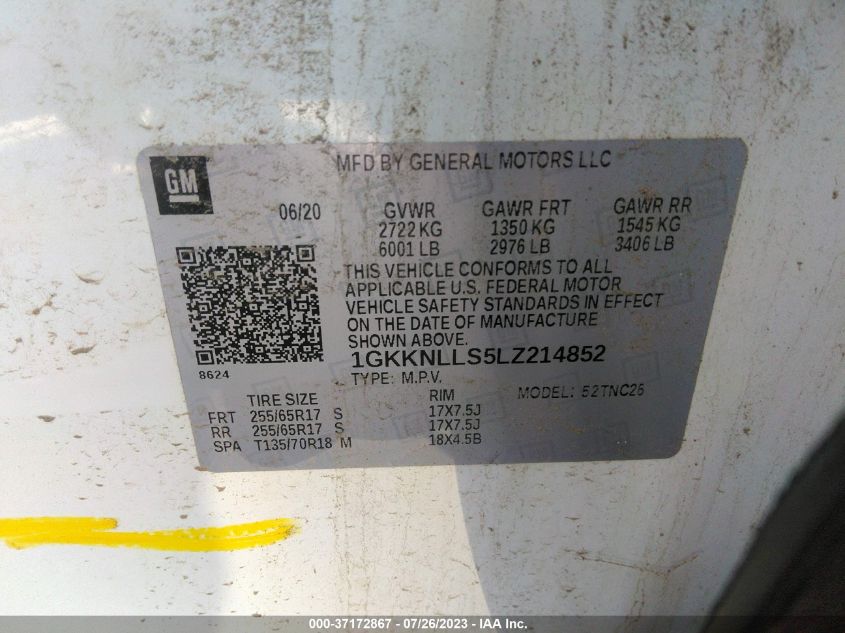 MFD BY GENERAL MOTORS LLC
GM
06/20 GVWR GAWR FRT GAWR RR
2722 KG 1350 KG 1545 KG
6001 LB 2976 LB 3406 LB
THIS VEHICLE CONFORMS TO ALL
APPLICABLE U.S. FEDERAL MOTOR
VEHICLE SAFETY STANDARDS IN EFFECT
ON THE DATE OF MANUFACTURE
SHOWN ABOVE.
8624 1GKKNLLS5LZ214852
TYPE: M.P.V. MODEL: 52TNC26
TIRE SIZE RIM
FRT 255/65R17 S 17X7.5J
RR 255/65R17 S 17X7.5J
SPA T135/70R18 M 18X4.5B
000-37172867 - 07/26/2023 - IAA Inc.